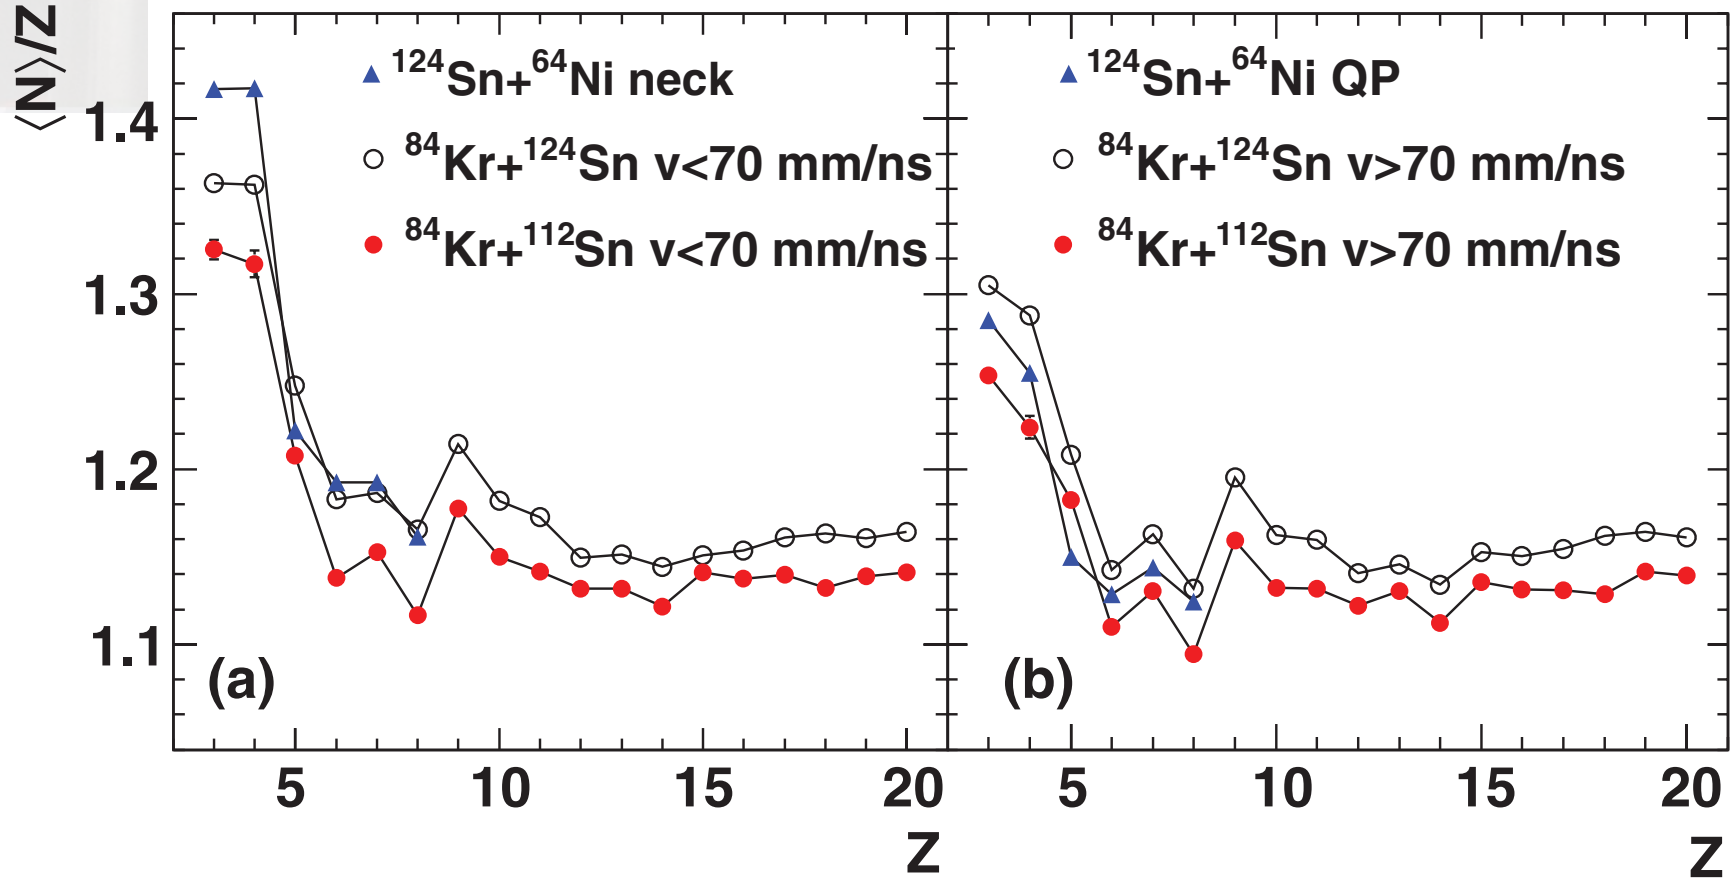 ⟨N⟩/Z
1.4
1.3
1.2
1.1
▲ ¹²⁴Sn+⁶⁴Ni neck
○ ⁸⁴Kr+¹²⁴Sn v<70 mm/ns
● ⁸⁴Kr+¹¹²Sn v<70 mm/ns
(a)
5 10 15 20
Z
▲ ¹²⁴Sn+⁶⁴Ni QP
○ ⁸⁴Kr+¹²⁴Sn v>70 mm/ns
● ⁸⁴Kr+¹¹²Sn v>70 mm/ns
(b)
5 10 15 20
Z